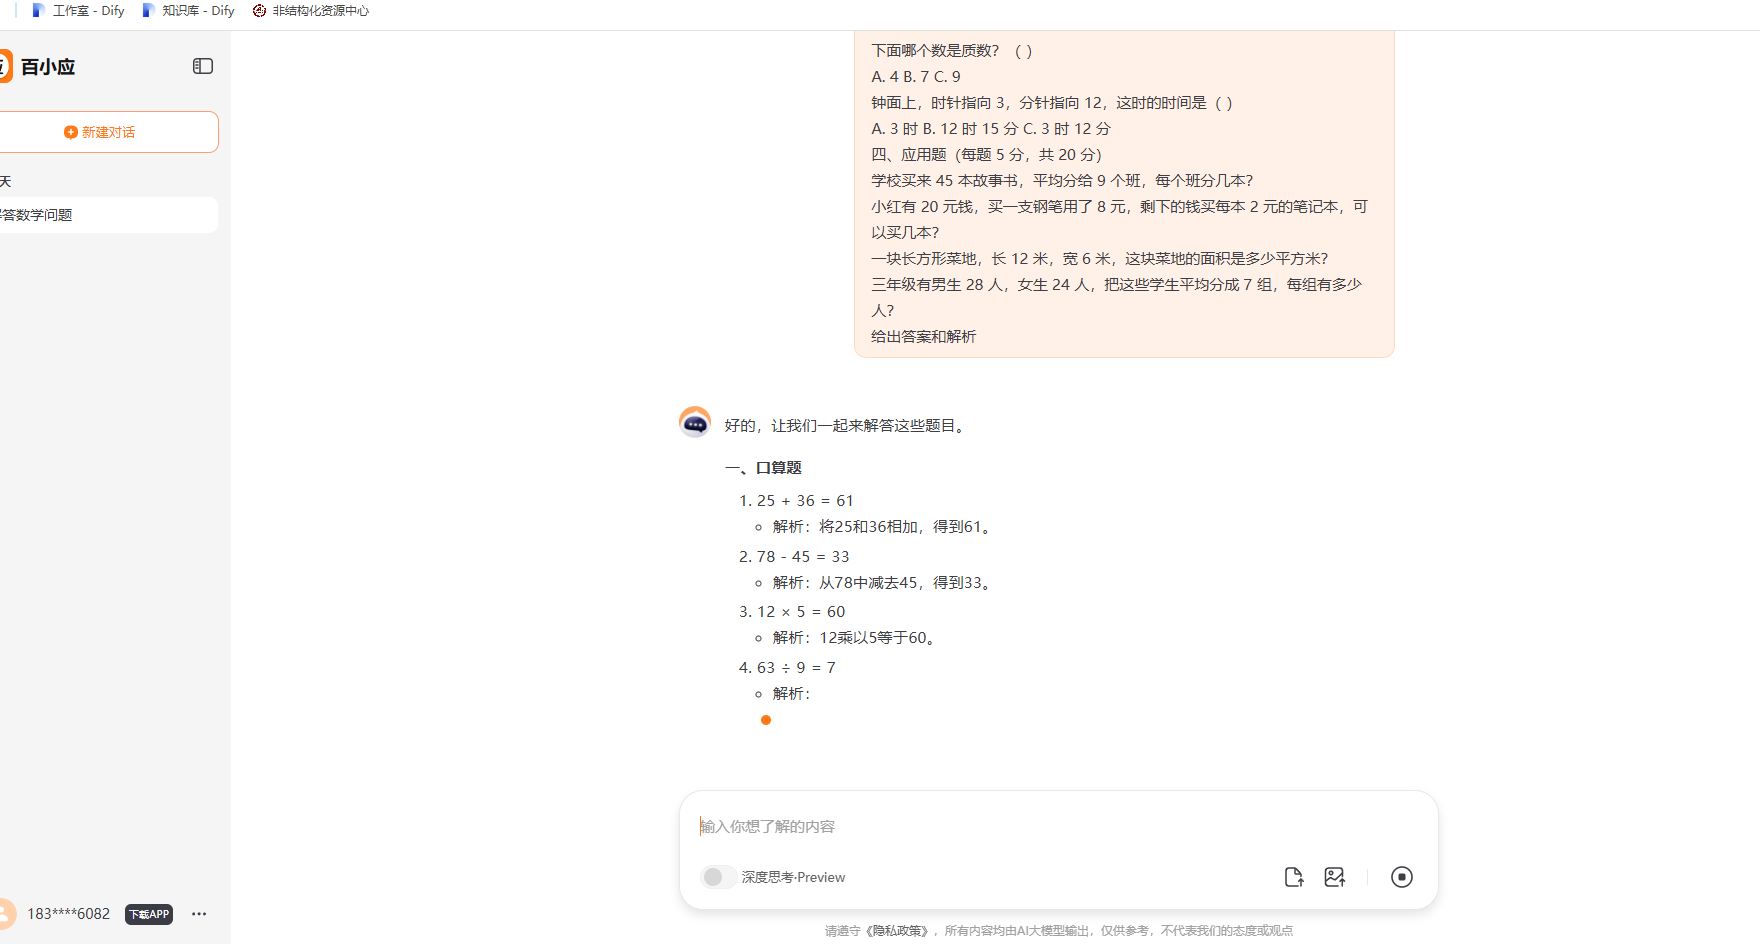 工作室 - Dify
知识库 - Dify
非结构化资源中心
百小应
新建对话
天
答数学问题
下面哪个数是质数？（ ）
A. 4 B. 7 C. 9
钟面上，时针指向 3，分针指向 12，这时的时间是（ ）
A. 3 时 B. 12 时 15 分 C. 3 时 12 分
四、应用题（每题 5 分，共 20 分）
学校买来 45 本故事书，平均分给 9 个班，每个班分几本？
小红有 20 元钱，买一支钢笔用了 8 元，剩下的钱买每本 2 元的笔记本，可
以买几本？
一块长方形菜地，长 12 米，宽 6 米，这块菜地的面积是多少平方米？
三年级有男生 28 人，女生 24 人，把这些学生平均分成 7 组，每组有多少
人？
给出答案和解析
好的，让我们一起来解答这些题目。
一、口算题
1. 25 + 36 = 61
解析：将25和36相加，得到61。
2. 78 - 45 = 33
解析：从78中减去45，得到33。
3. 12 × 5 = 60
解析：12乘以5等于60。
4. 63 ÷ 9 = 7
解析：
输入你想了解的内容
深度思考·Preview
183****6082
下载APP
请遵守《隐私政策》，所有内容均由AI大模型输出，仅供参考，不代表我们的态度或观点